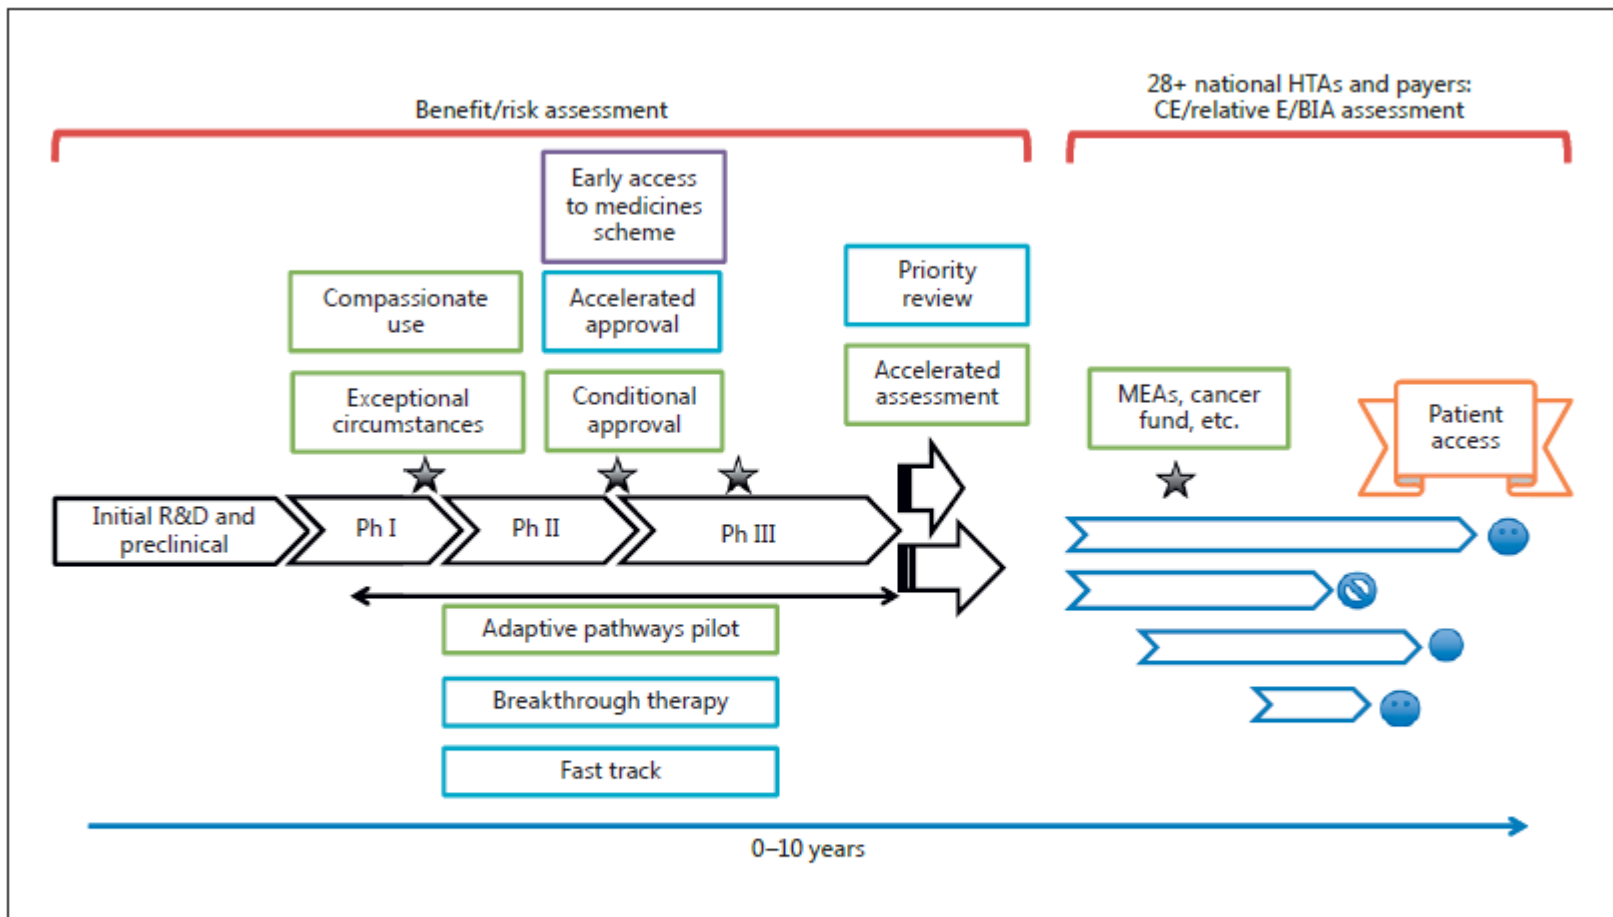 Benefit/risk assessment
28+ national HTAs and payers:
CE/relative E/BIA assessment
Early access
to medicines
scheme
Compassionate
use
Accelerated
approval
Priority
review
Exceptional
circumstances
Conditional
approval
Accelerated
assessment
MEAs, cancer
fund, etc.
Patient
access
Initial R&D and
preclinical
Ph I
Ph II
Ph III
Adaptive pathways pilot
Breakthrough therapy
Fast track
0–10 years